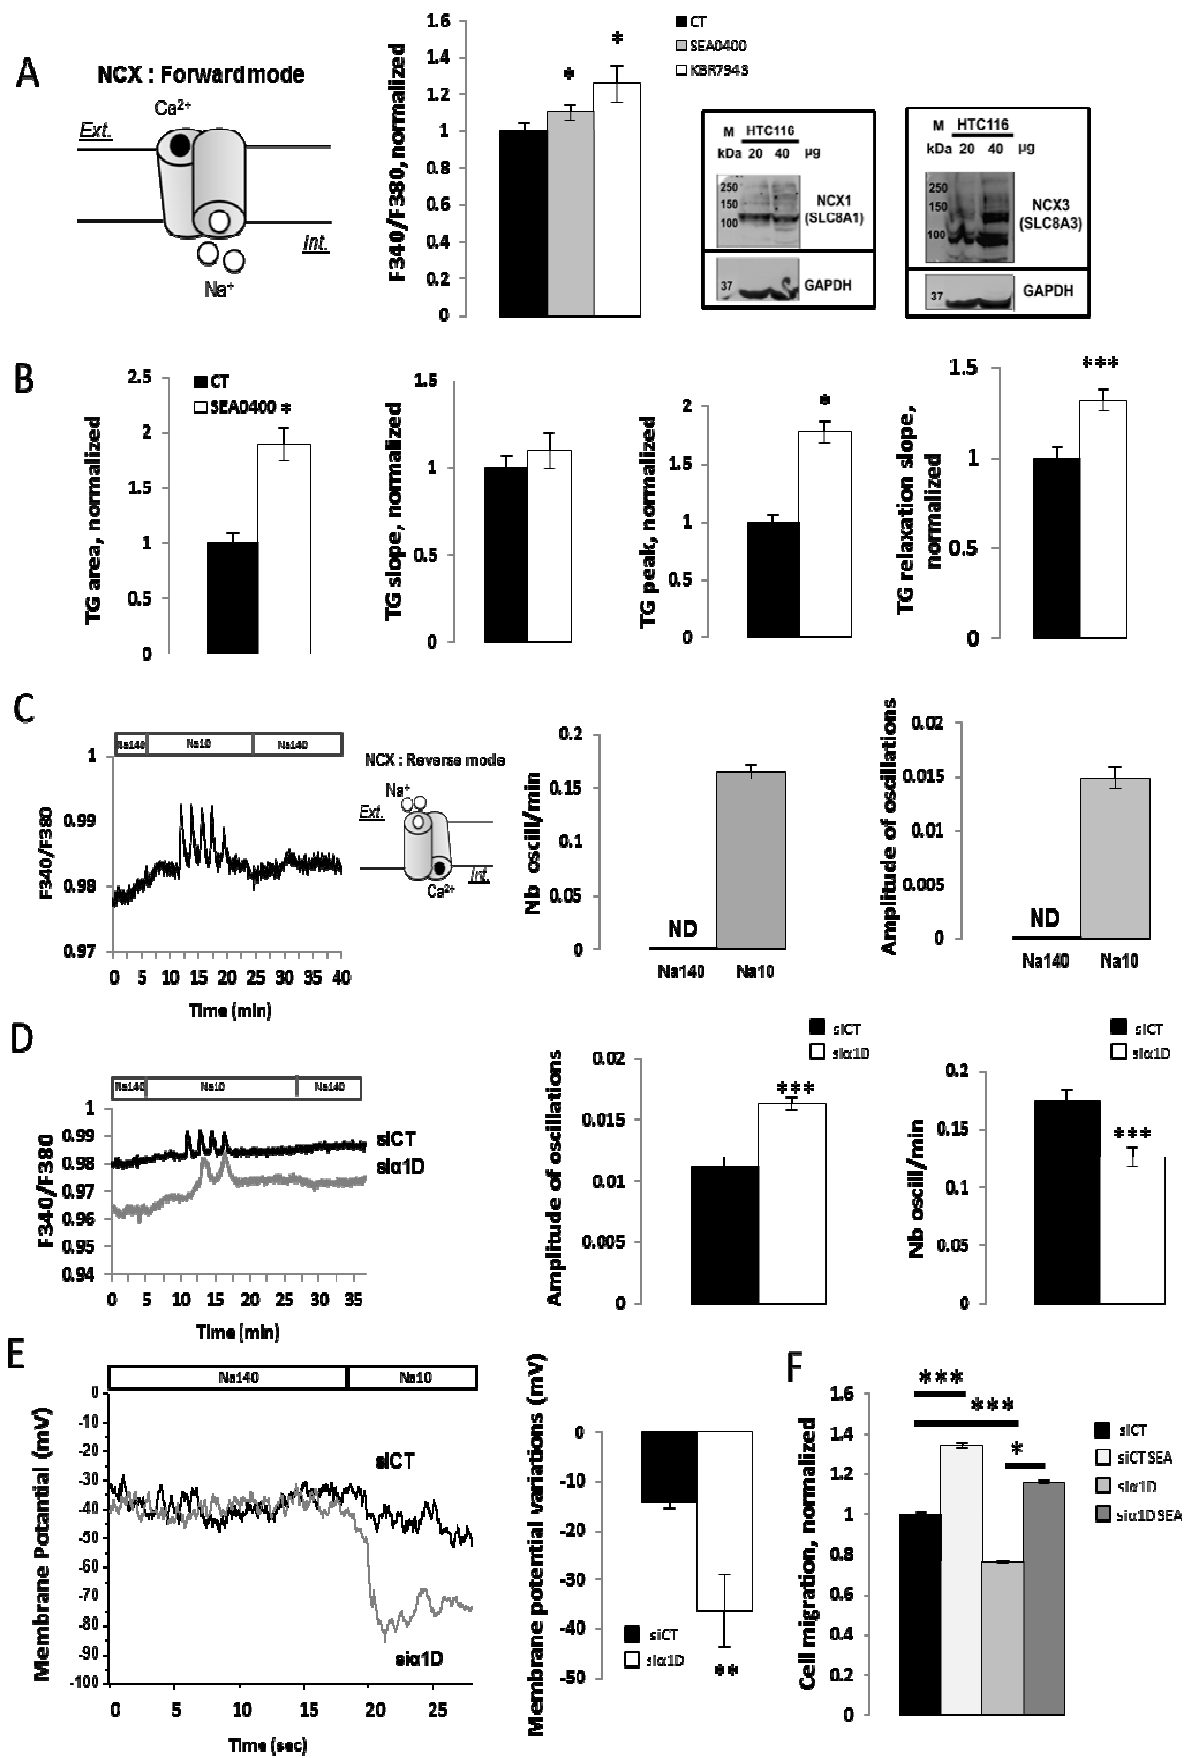 A
NCX : Forward mode
Ca2+
Ext.
Int.
Na+
F340/F380, normalized
1.6
1.4
1.2
1
0.8
0.6
0.4
0.2
0
*
*
CT
SEA0400
KBR7943
M HTC116
kDa 20 40 µg
250
150
100
NCX1
(SLC8A1)
37
GAPDH
M HTC116
kDa 20 40 µg
250
150
100
NCX3
(SLC8A3)
37
GAPDH
B
TG area, normalized
2.5
2
1.5
1
0.5
0
CT
SEA0400 *
TG slope, normalized
1.5
1
0.5
0
TG peak, normalized
2
1.5
1
0.5
0
*
TG relaxation slope, normalized
1.5
1
0.5
0
***
C
Na140 Na10 Na140
F340/F380
1
0.99
0.98
0.97
0 5 10 15 20 25 30 35 40
Time (min)
NCX : Reverse mode
Na+
Ext.
Int.
Ca2+
Nb oscill/min
0.2
0.15
0.1
0.05
0
ND
Na140 Na10
Amplitude of oscillations
0.02
0.015
0.01
0.005
0
ND
Na140 Na10
D
Na140 Na10 Na140
F340/F380
1
0.99
0.98
0.97
0.96
0.95
0.94
siCT
siα1D
0 5 10 15 20 25 30 35
Time (min)
siCT
siα1D
Amplitude of oscillations
0.02
0.015
0.01
0.005
0
***
siCT
siα1D
Nb oscill/min
0.2
0.15
0.1
0.05
0
***
E
Na140 Na10
Membrane Potantial (mV)
0
-10
-20
-30
-40
-50
-60
-70
-80
-90
-100
siCT
siα1D
0 5 10 15 20 25
Time (sec)
Membrane potential variations (mV)
0
-10
-20
-30
-40
-50
siCT
siα1D
**
F
Cell migration, normalized
1.6
1.4
1.2
1
0.8
0.6
0.4
0.2
0
***
***
*
siCT
siCT SEA
siα1D
siα1D SEA